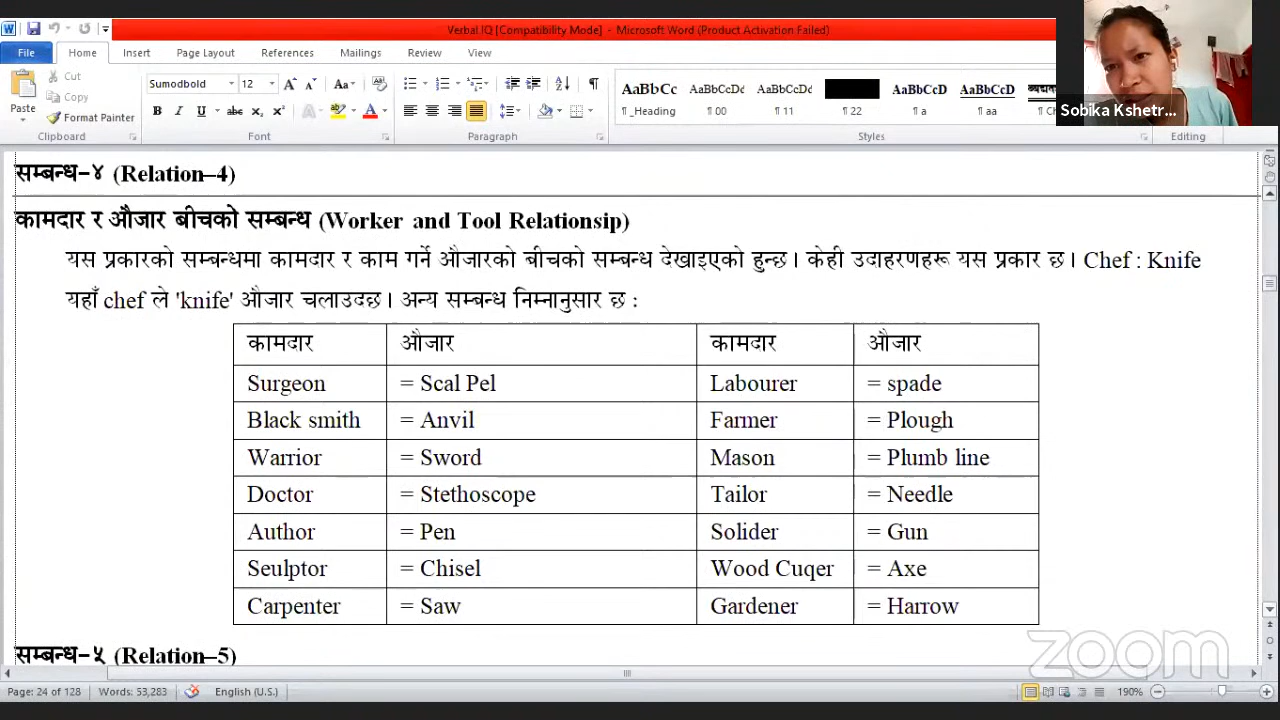 Verbal IQ [Compatibility Mode] - Microsoft Word (Product Activation Failed)
File Home Insert Page Layout References Mailings Review View
Paste Cut Copy Format Painter
Sumodbold 12
AaBbCc AaBbCcDc AaBbCcDc AaBbCcD AaBbCcD
¶ _Heading ¶ 00 ¶ 11 ¶ 22 ¶ a ¶ aa
Clipboard Font Paragraph Styles Editing
Sobika Kshetr...
सम्बन्ध-४ (Relation–4)
कामदार र औजार बीचको सम्बन्ध (Worker and Tool Relationsip)
यस प्रकारको सम्बन्धमा कामदार र काम गर्ने औजारको बीचको सम्बन्ध देखाइएको हुन्छ। केही उदाहरणहरू यस प्रकार छ। Chef : Knife
यहाँ chef ले 'knife' औजार चलाउदछ। अन्य सम्बन्ध निम्नानुसार छ :
कामदार औजार कामदार औजार
Surgeon = Scal Pel Labourer = spade
Black smith = Anvil Farmer = Plough
Warrior = Sword Mason = Plumb line
Doctor = Stethoscope Tailor = Needle
Author = Pen Solider = Gun
Seulptor = Chisel Wood Cuqer = Axe
Carpenter = Saw Gardener = Harrow
सम्बन्ध-५ (Relation–5)
zoom
Page: 24 of 128 Words: 53,283 English (U.S.) 190%